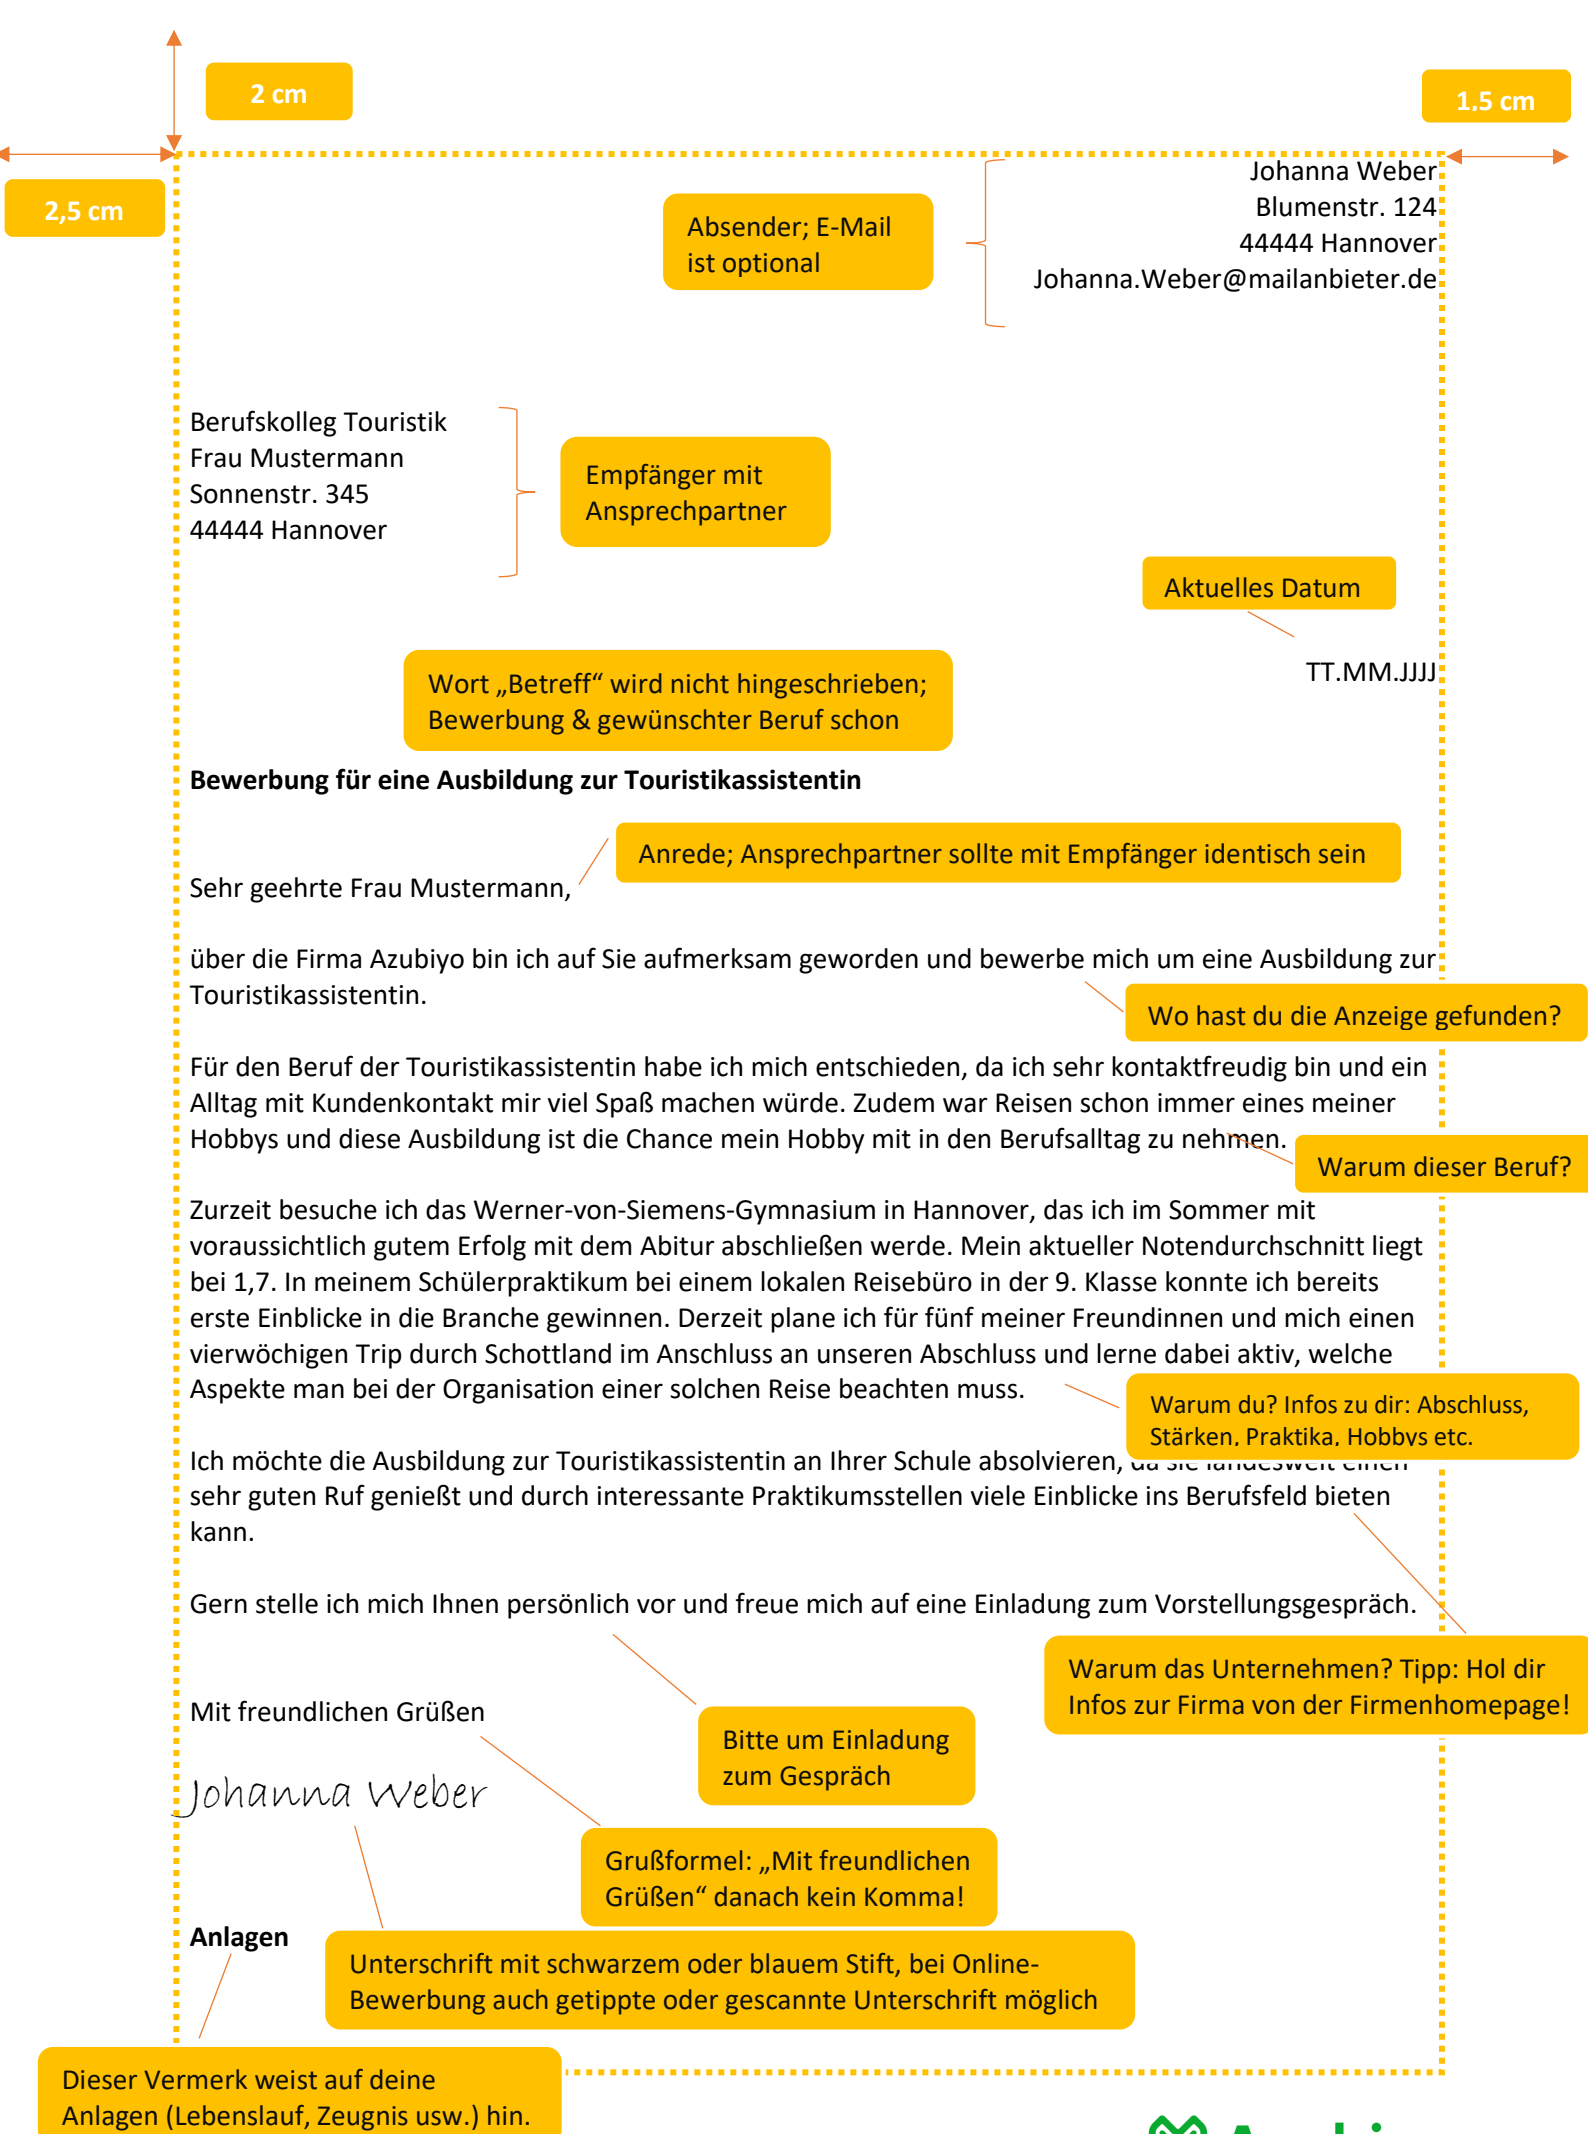 2 cm
1,5 cm
2,5 cm
Johanna Weber
Blumenstr. 124
44444 Hannover
Johanna.Weber@mailanbieter.de
Absender; E-Mail
ist optional
Berufskolleg Touristik
Frau Mustermann
Sonnenstr. 345
44444 Hannover
Empfänger mit
Ansprechpartner
Aktuelles Datum
TT.MM.JJJJ
Wort „Betreff“ wird nicht hingeschrieben;
Bewerbung & gewünschter Beruf schon
Bewerbung für eine Ausbildung zur Touristikassistentin
Anrede; Ansprechpartner sollte mit Empfänger identisch sein
Sehr geehrte Frau Mustermann,
über die Firma Azubiyo bin ich auf Sie aufmerksam geworden und bewerbe mich um eine Ausbildung zur
Touristikassistentin.
Wo hast du die Anzeige gefunden?
Für den Beruf der Touristikassistentin habe ich mich entschieden, da ich sehr kontaktfreudig bin und ein
Alltag mit Kundenkontakt mir viel Spaß machen würde. Zudem war Reisen schon immer eines meiner
Hobbys und diese Ausbildung ist die Chance mein Hobby mit in den Berufsalltag zu nehmen.
Warum dieser Beruf?
Zurzeit besuche ich das Werner-von-Siemens-Gymnasium in Hannover, das ich im Sommer mit
voraussichtlich gutem Erfolg mit dem Abitur abschließen werde. Mein aktueller Notendurchschnitt liegt
bei 1,7. In meinem Schülerpraktikum bei einem lokalen Reisebüro in der 9. Klasse konnte ich bereits
erste Einblicke in die Branche gewinnen. Derzeit plane ich für fünf meiner Freundinnen und mich einen
vierwöchigen Trip durch Schottland im Anschluss an unseren Abschluss und lerne dabei aktiv, welche
Aspekte man bei der Organisation einer solchen Reise beachten muss.
Warum du? Infos zu dir: Abschluss,
Stärken, Praktika, Hobbys etc.
Ich möchte die Ausbildung zur Touristikassistentin an Ihrer Schule absolvieren, da sie landesweit einen
sehr guten Ruf genießt und durch interessante Praktikumsstellen viele Einblicke ins Berufsfeld bieten
kann.
Gern stelle ich mich Ihnen persönlich vor und freue mich auf eine Einladung zum Vorstellungsgespräch.
Warum das Unternehmen? Tipp: Hol dir
Infos zur Firma von der Firmenhomepage!
Mit freundlichen Grüßen
Bitte um Einladung
zum Gespräch
Johanna Weber
Grußformel: „Mit freundlichen
Grüßen“ danach kein Komma!
Anlagen
Unterschrift mit schwarzem oder blauem Stift, bei Online-
Bewerbung auch getippte oder gescannte Unterschrift möglich
Dieser Vermerk weist auf deine
Anlagen (Lebenslauf, Zeugnis usw.) hin.